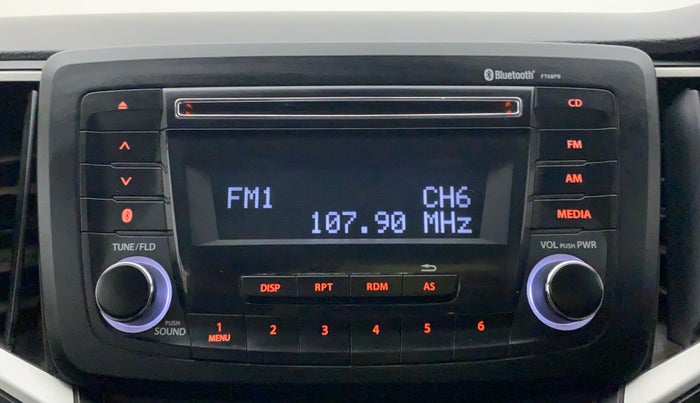 Bluetooth® FT68PB
CD
FM
AM
MEDIA
FM1 CH6
107.90 MHz
TUNE/FLD
VOL PUSH PWR
DISP RPT RDM AS
PUSH
SOUND
1 2 3 4 5 6
MENU